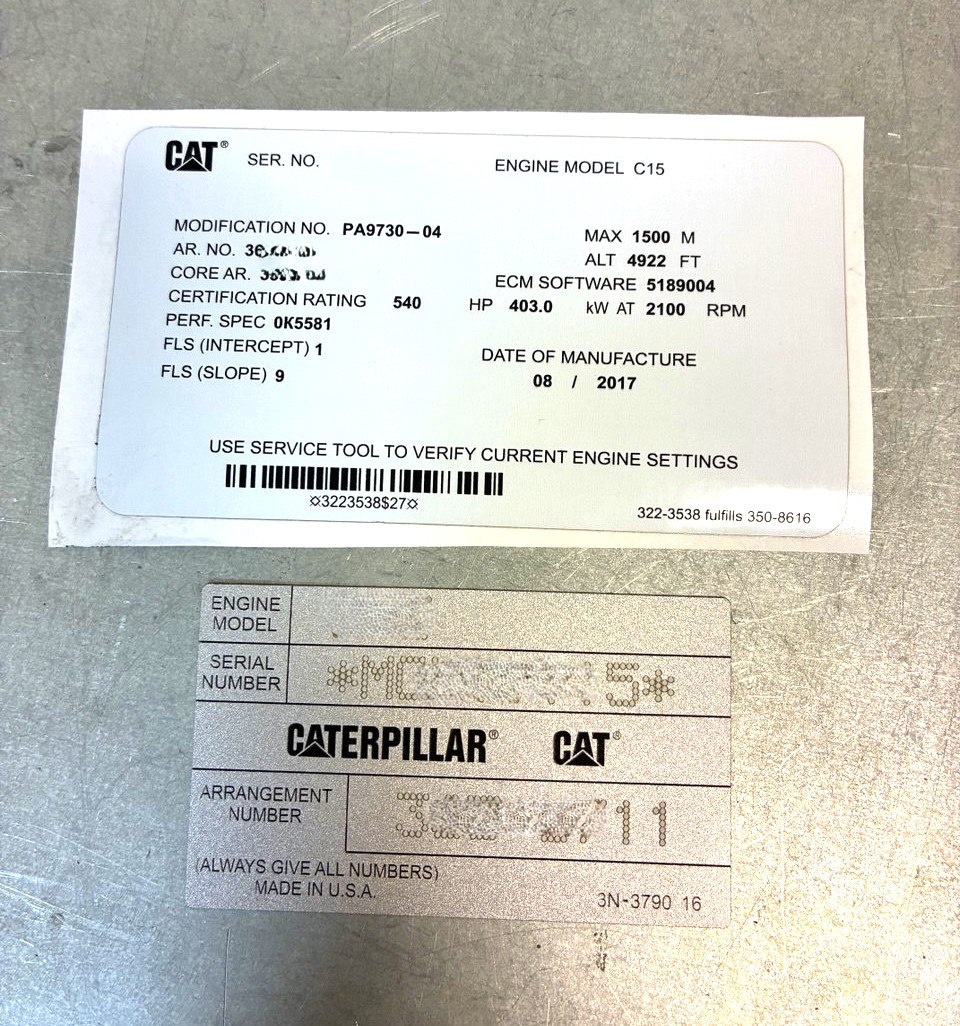 CAT® SER. NO. ENGINE MODEL C15
MODIFICATION NO. PA9730-04 MAX 1500 M
AR. NO. ALT 4922 FT
CORE AR. ECM SOFTWARE 5189004
CERTIFICATION RATING 540 HP 403.0 kW AT 2100 RPM
PERF. SPEC 0K5581
FLS (INTERCEPT) 1 DATE OF MANUFACTURE
FLS (SLOPE) 9 08 / 2017
USE SERVICE TOOL TO VERIFY CURRENT ENGINE SETTINGS
¤3223538$27¤
322-3538 fulfills 350-8616
ENGINE
MODEL
SERIAL
NUMBER
CATERPILLAR® CAT®
ARRANGEMENT
NUMBER
(ALWAYS GIVE ALL NUMBERS)
MADE IN U.S.A.
3N-3790 16